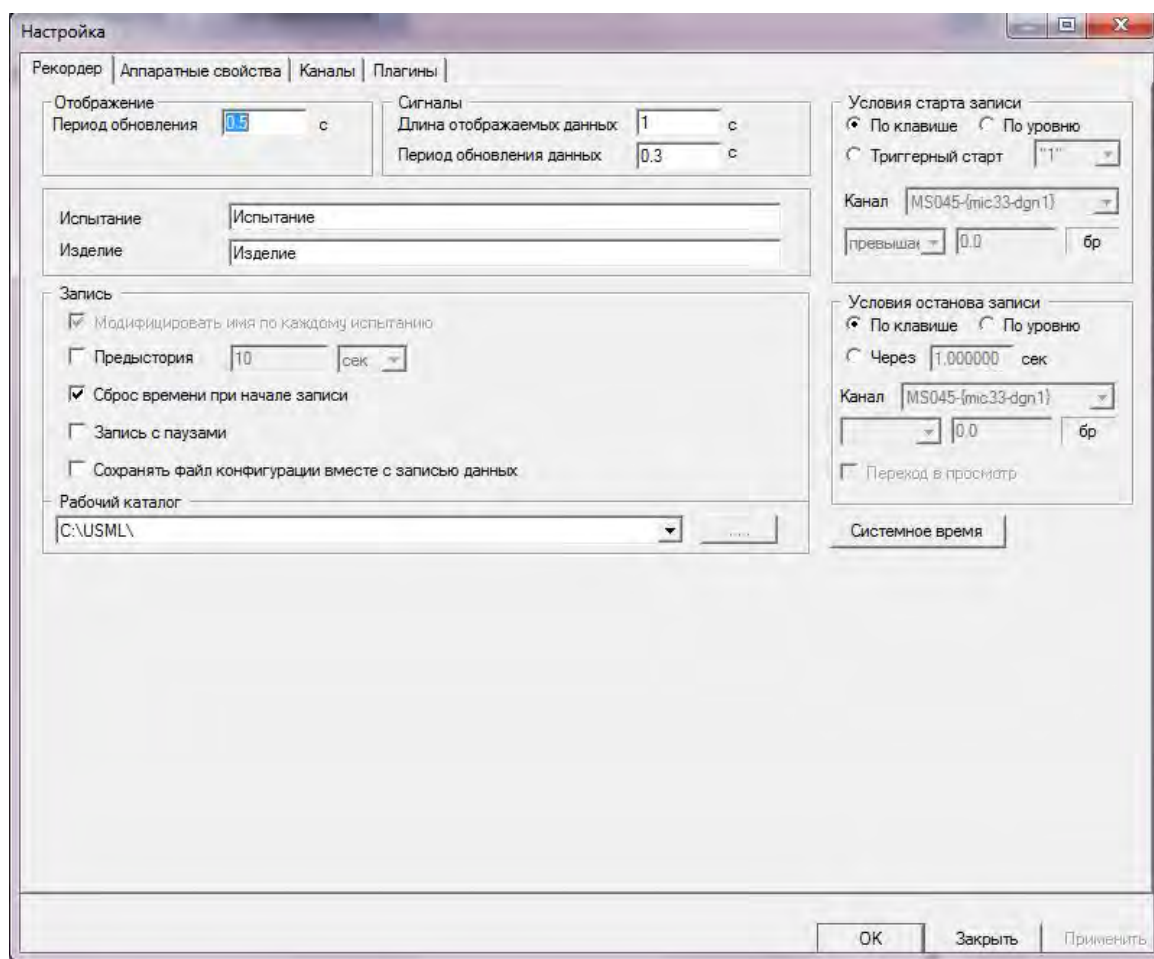 Настройка
Рекордер Аппаратные свойства Каналы Плагины
Отображение
Период обновления 0.5 с
Сигналы
Длина отображаемых данных 1 с
Период обновления данных 0.3 с
Условия старта записи
По клавише По уровню
Триггерный старт "1"
Канал MS045-{mic33-dgn1}
превышае 0.0 бр
Испытание Испытание
Изделие Изделие
Запись
Модифицировать имя по каждому испытанию
Предыстория 10 сек
Сброс времени при начале записи
Запись с паузами
Сохранять файл конфигурации вместе с записью данных
Рабочий каталог
C:\USML\ .....
Условия останова записи
По клавише По уровню
Через 1.000000 сек
Канал MS045-{mic33-dgn1}
0.0 бр
Переход в просмотр
Системное время
OK Закрыть Применить